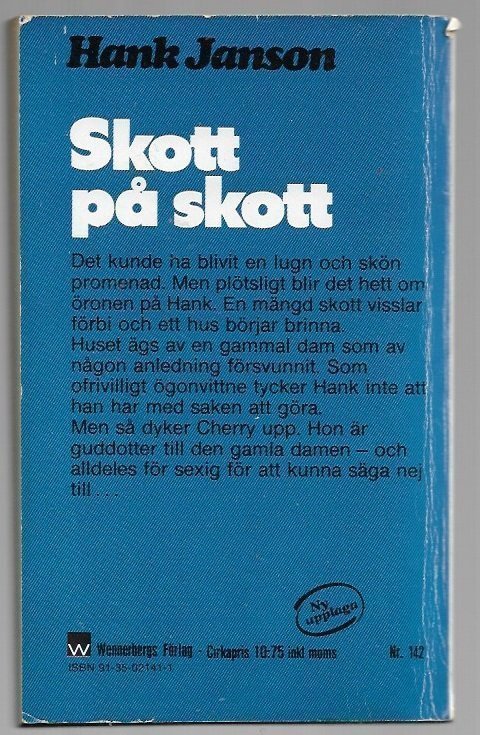 Hank Janson
Skott
på skott
Det kunde ha blivit en lugn och skön
promenad. Men plötsligt blir det hett om
öronen på Hank. En mängd skott visslar
förbi och ett hus börjar brinna.
Huset ägs av en gammal dam som av
någon anledning försvunnit. Som
ofrivilligt ögonvittne tycker Hank inte att
han har med saken att göra.
Men så dyker Cherry upp. Hon är
guddotter till den gamla damen – och
alldeles för sexig för att kunna säga nej
till ...
Ny
upplaga
W Wennerbergs Förlag - Cirkapris 10:75 inkl moms Nr. 142
ISBN 91-35-02141-1